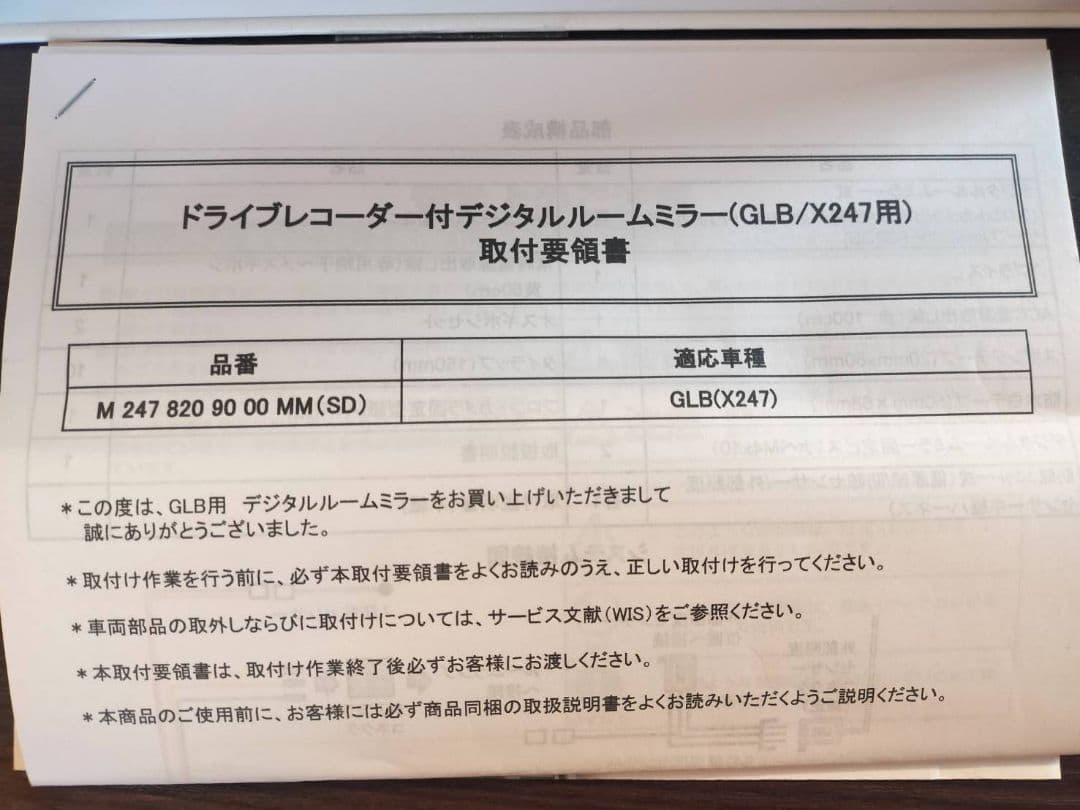 ドライブレコーダー付デジタルルームミラー(GLB/X247用)
取付要領書
品番
適応車種
M 247 820 90 00 MM(SD)
GLB(X247)
＊この度は、GLB用　デジタルルームミラーをお買い上げいただきまして
誠にありがとうございました。
＊取付け作業を行う前に、必ず本取付要領書をよくお読みのうえ、正しい取付けを行ってください。
＊車両部品の取外しならびに取付けについては、サービス文献(WIS)をご参照ください。
＊本取付要領書は、取付け作業終了後必ずお客様にお渡しください。
＊本商品のご使用前に、お客様には必ず商品同梱の取扱説明書をよくお読みいただくようご説明ください。